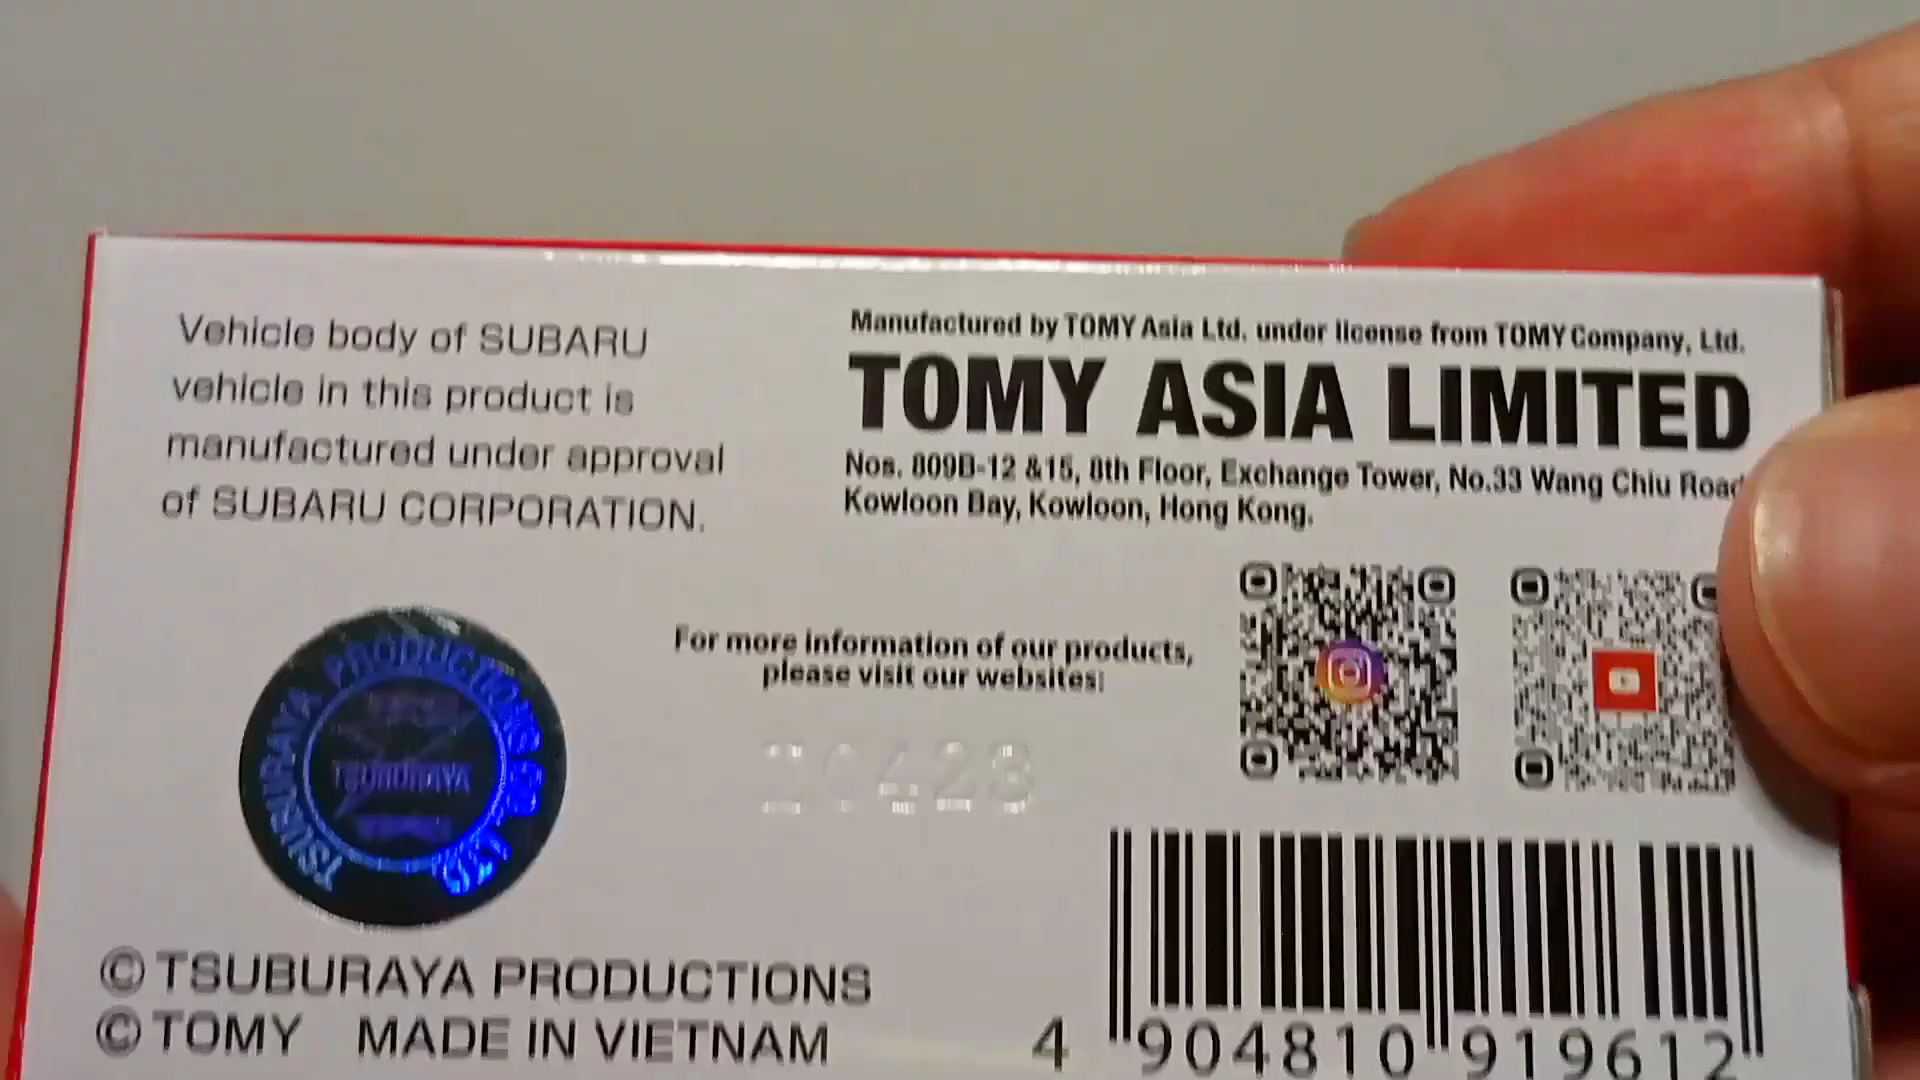 Vehicle body of SUBARU
vehicle in this product is
manufactured under approval
of SUBARU CORPORATION.
Manufactured by TOMY Asia Ltd. under license from TOMY Company, Ltd.
TOMY ASIA LIMITED
Nos. 809B-12 &15, 8th Floor, Exchange Tower, No.33 Wang Chiu Road
Kowloon Bay, Kowloon, Hong Kong.
For more information of our products,
please visit our websites:
TSUBURAYA PRODUCTIONS
TSUBURAYA
©TSUBURAYA PRODUCTIONS
©TOMY MADE IN VIETNAM
4 904810 919612